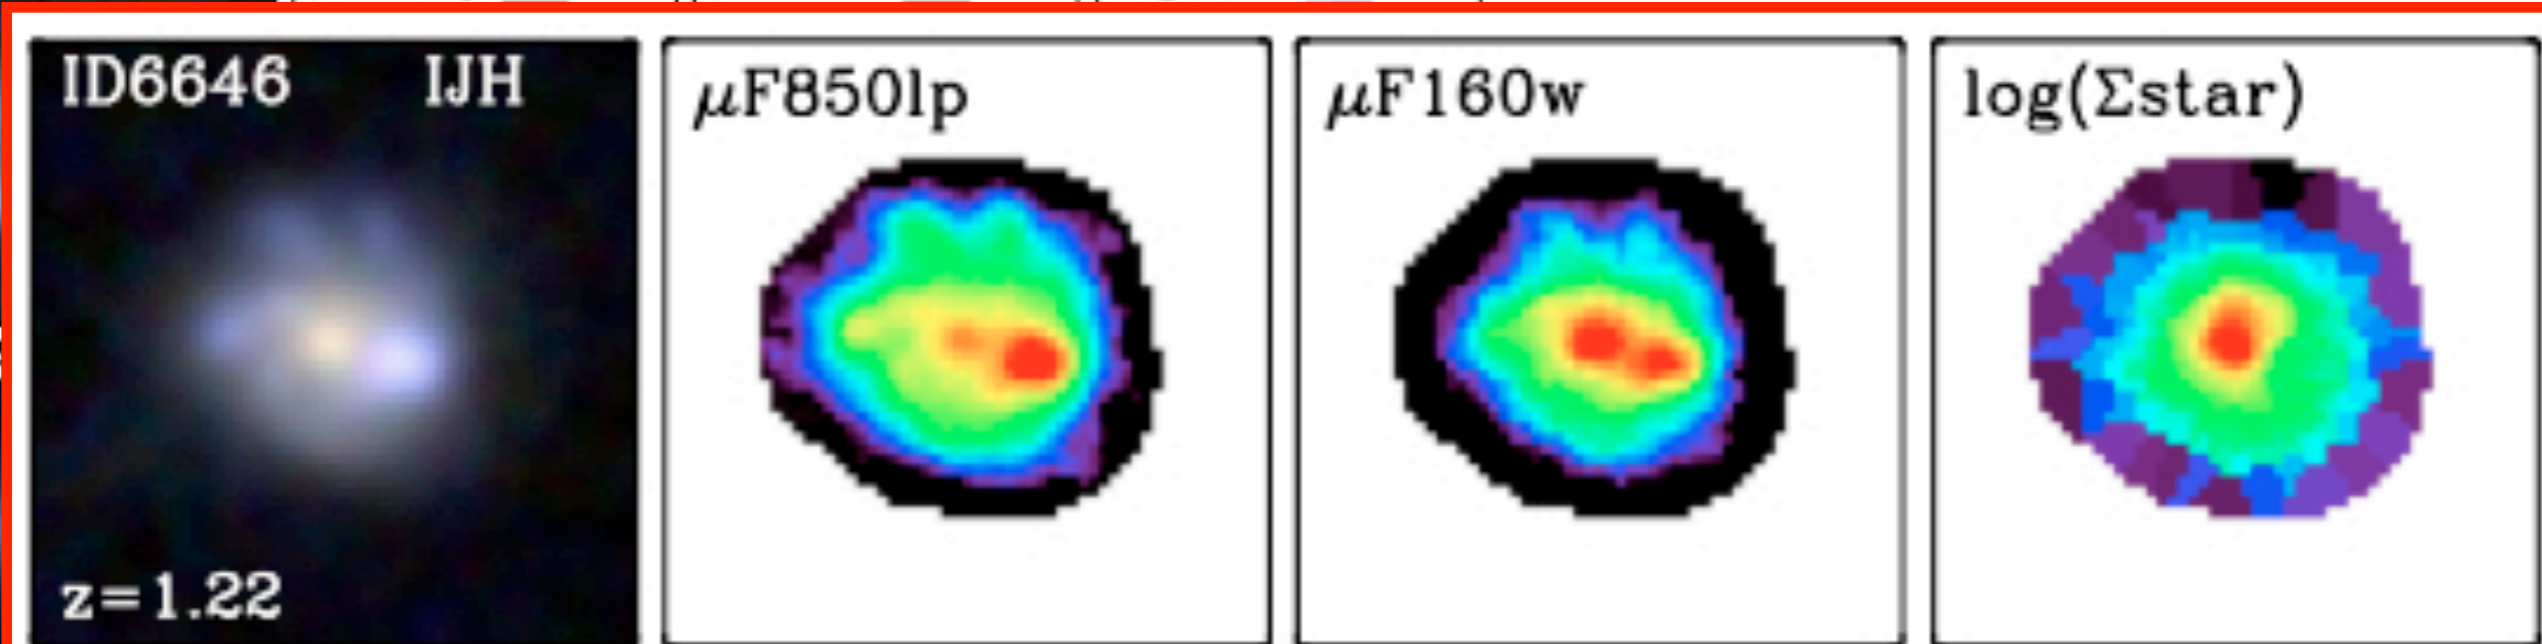 ID6646 IJH
z=1.22
μF850lp
μF160w
log(Σstar)